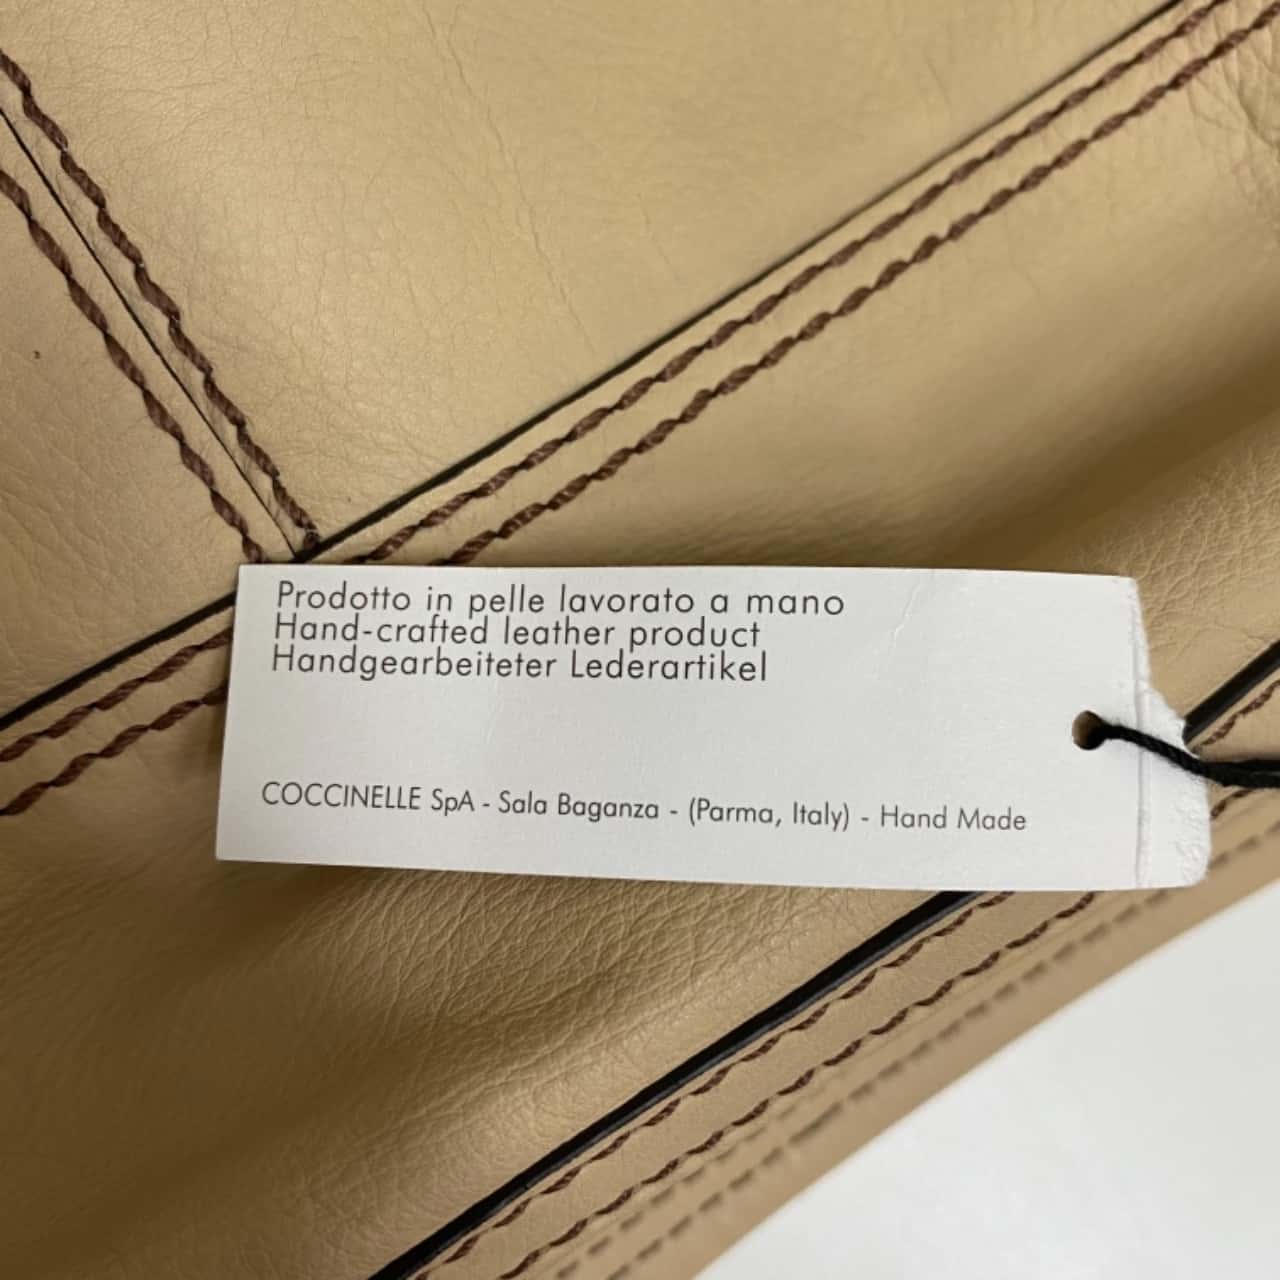 Prodotto in pelle lavorato a mano
Hand-crafted leather product
Handgearbeiteter Lederartikel
COCCINELLE SpA - Sala Baganza - (Parma, Italy) - Hand Made